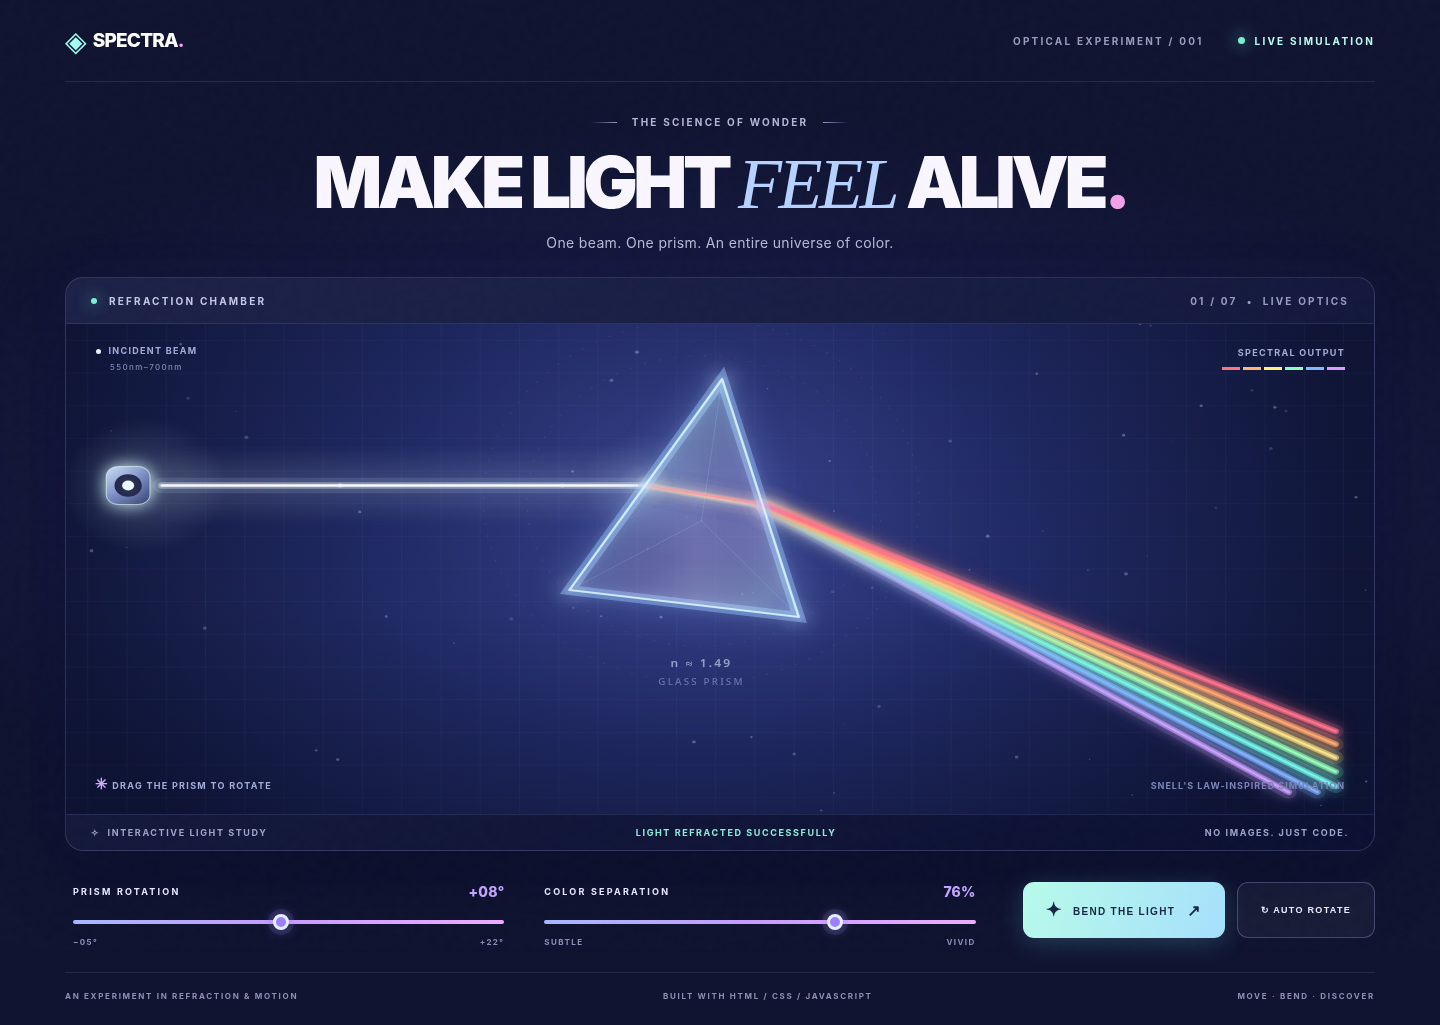 SPECTRA.
OPTICAL EXPERIMENT / 001
LIVE SIMULATION
THE SCIENCE OF WONDER
MAKE LIGHT FEEL ALIVE.
One beam. One prism. An entire universe of color.
REFRACTION CHAMBER
01 / 07 • LIVE OPTICS
INCIDENT BEAM
550nm–700nm
SPECTRAL OUTPUT
n ≈ 1.49
GLASS PRISM
DRAG THE PRISM TO ROTATE
SNELL'S LAW-INSPIRED SIMULATION
INTERACTIVE LIGHT STUDY
LIGHT REFRACTED SUCCESSFULLY
NO IMAGES. JUST CODE.
PRISM ROTATION
+08°
−05°
+22°
COLOR SEPARATION
76%
SUBTLE
VIVID
✦ BEND THE LIGHT ↗
↻ AUTO ROTATE
AN EXPERIMENT IN REFRACTION & MOTION
BUILT WITH HTML / CSS / JAVASCRIPT
MOVE · BEND · DISCOVER